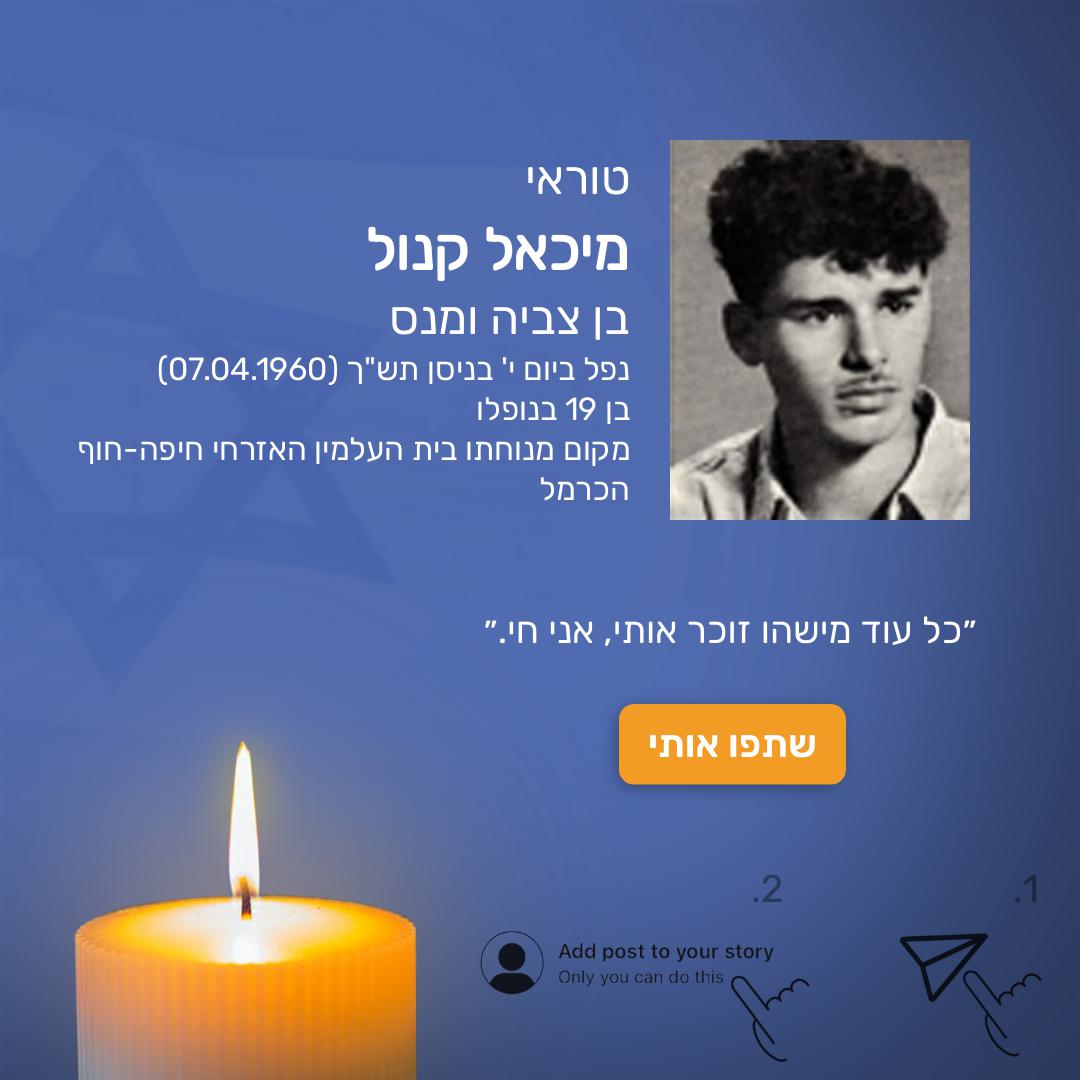 טוראי
מיכאל קנול
בן צביה ומנס
נפל ביום י' בניסן תש"ך (07.04.1960)
בן 19 בנופלו
מקום מנוחתו בית העלמין האזרחי חיפה-חוף
הכרמל
״כל עוד מישהו זוכר אותי, אני חי.״
שתפו אותי
.1
.2
Add post to your story
Only you can do this